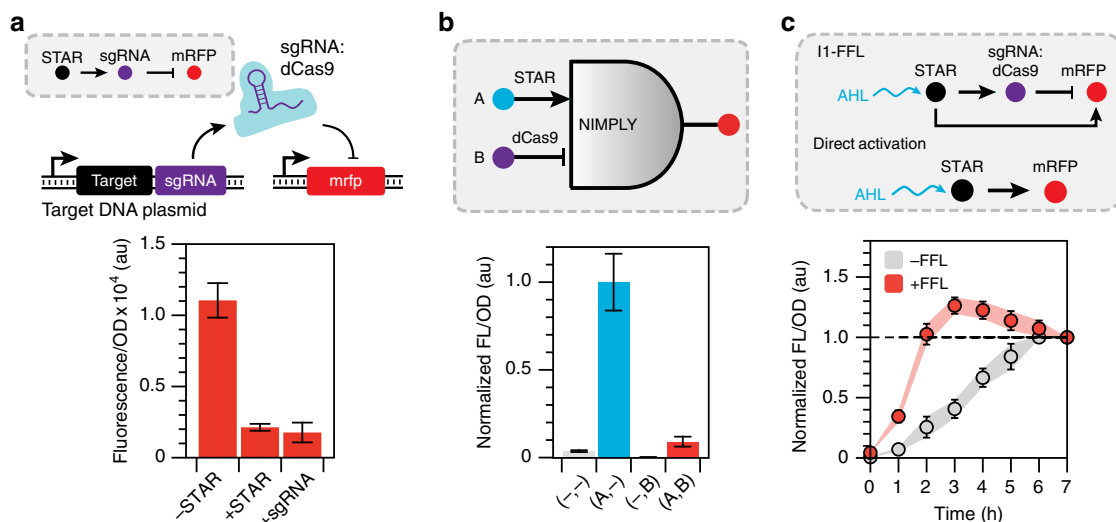 a
STAR sgRNA mRFP
sgRNA:
dCas9
Target sgRNA mrfp
Target DNA plasmid
Fluorescence/OD x 10⁴ (au)
1.5
1.0
0.5
0
–STAR
+STAR
+sgRNA
b
STAR
A
NIMPLY
dCas9
B
Normalized FL/OD (au)
1.0
0.5
0
(–,–)
(A,–)
(–,B)
(A,B)
c
I1-FFL
sgRNA:
STAR dCas9 mRFP
AHL
Direct activation
STAR mRFP
AHL
Normalized FL/OD (au)
–FFL
+FFL
1.5
1.0
0.5
0
0 1 2 3 4 5 6 7
Time (h)